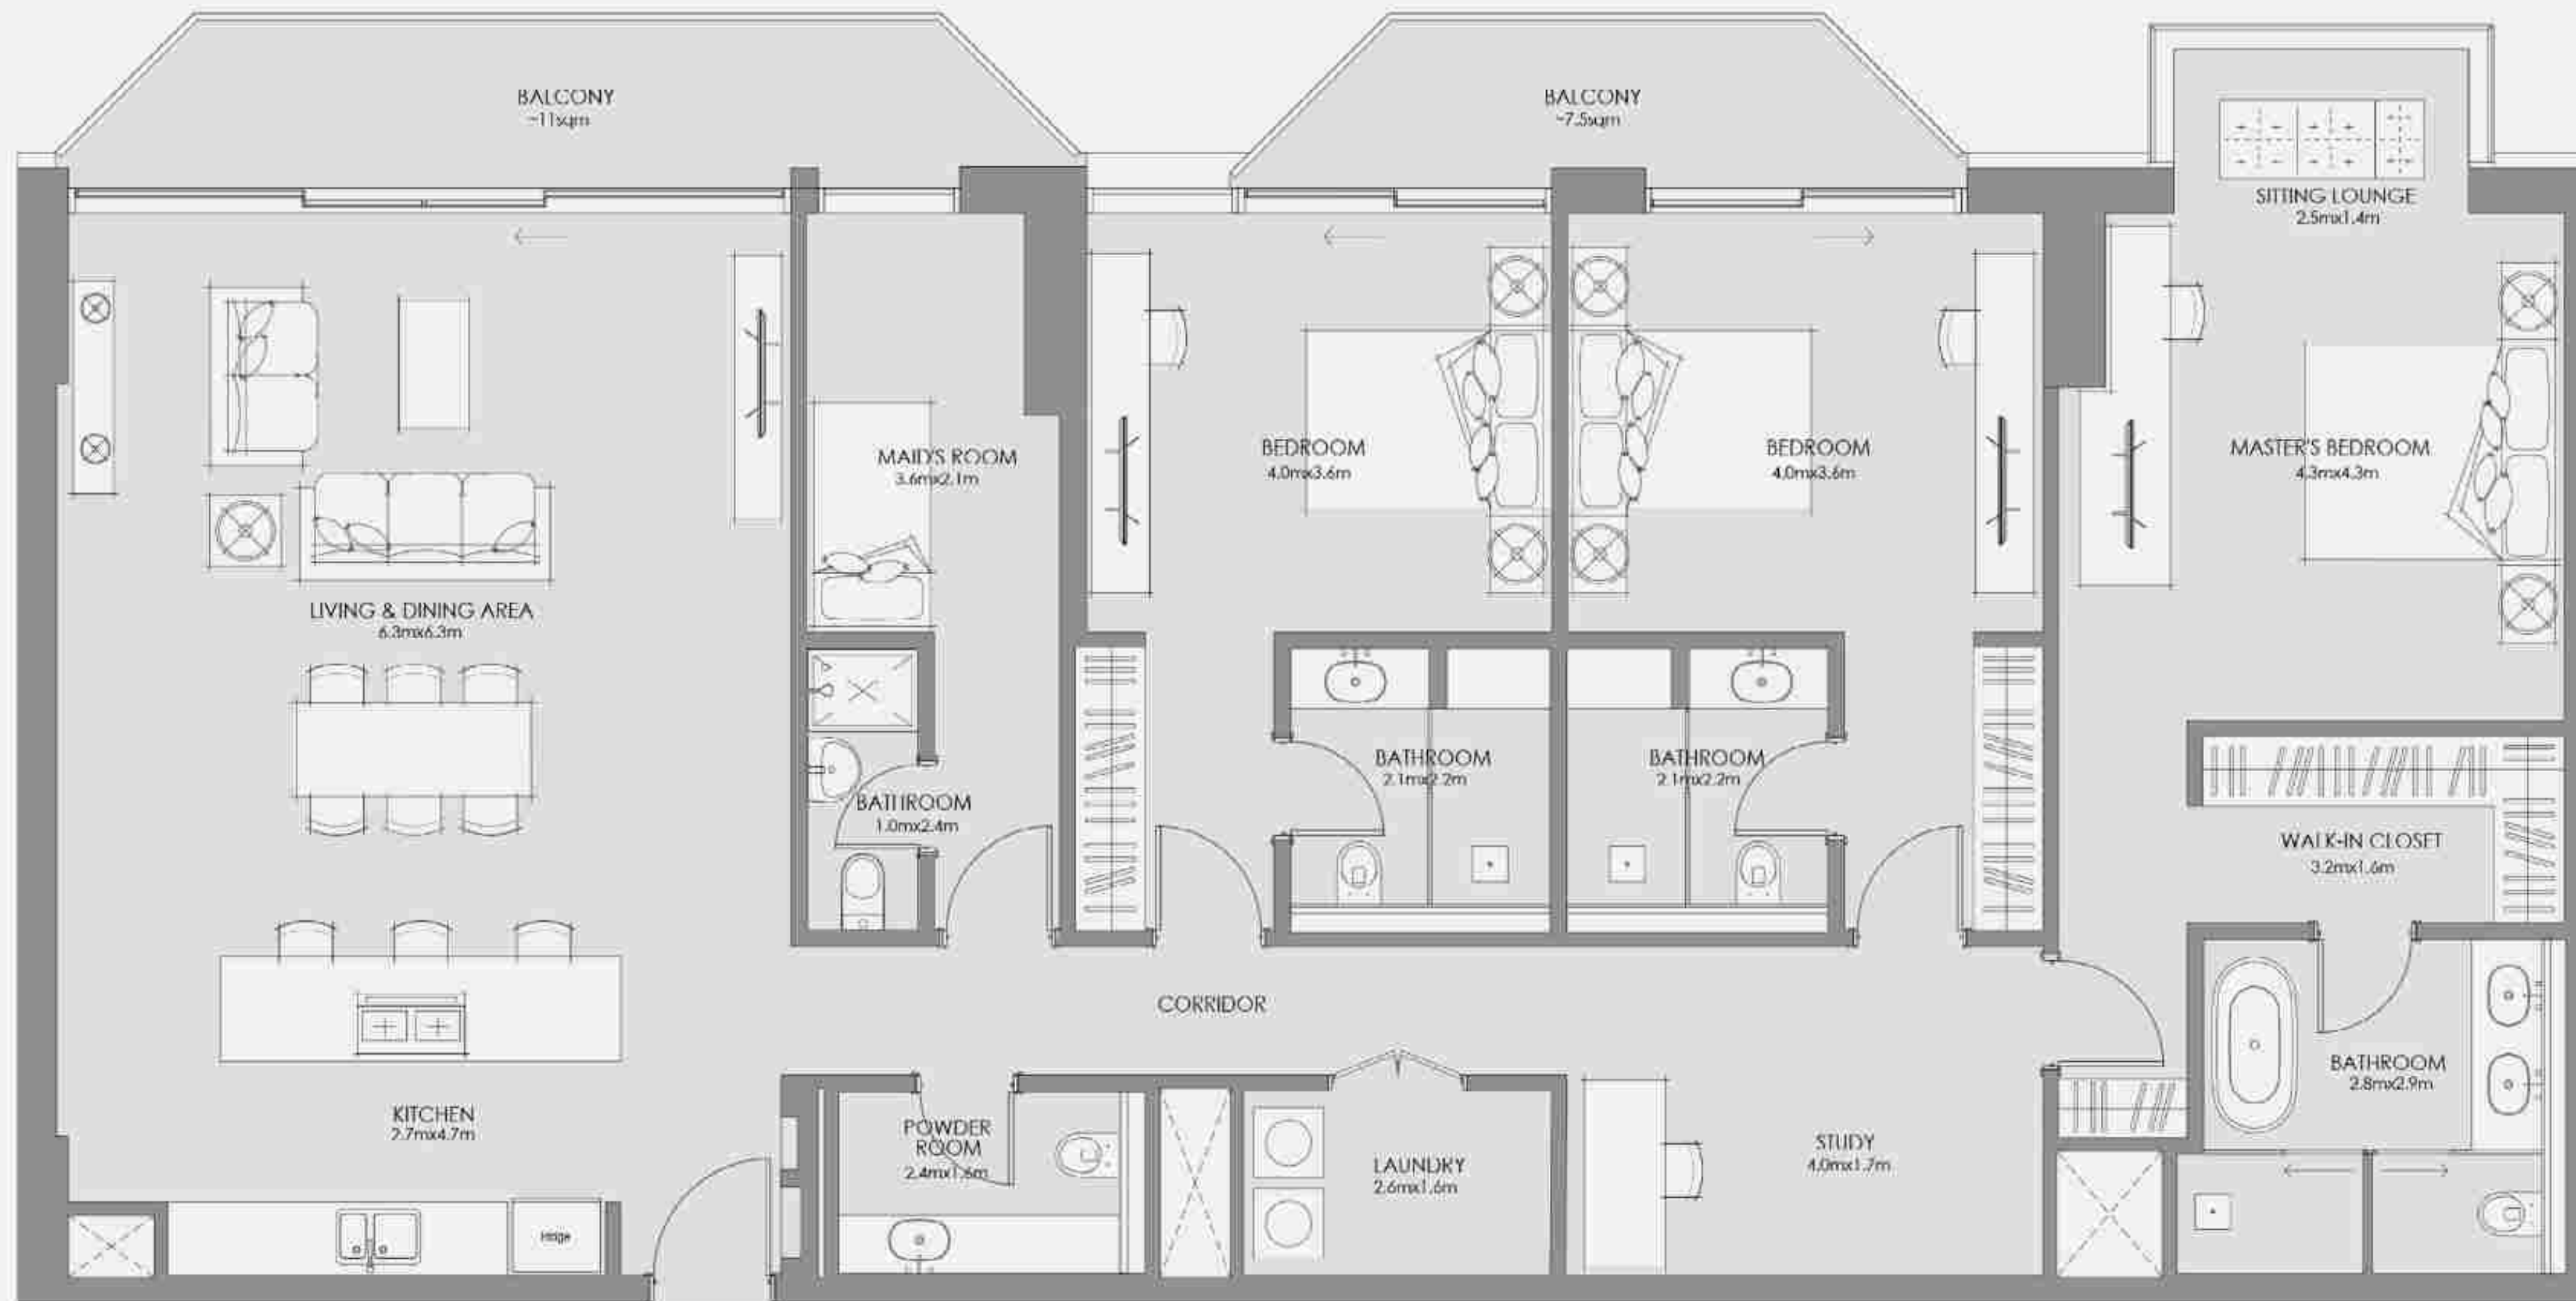 BALCONY
~11sqm
BALCONY
~7.5sqm
SITTING LOUNGE
2.5mx1.4m
LIVING & DINING AREA
6.3mx6.3m
MAID'S ROOM
3.6mx2.1m
BEDROOM
4.0mx3.6m
BEDROOM
4.0mx3.6m
MASTER'S BEDROOM
4.3mx4.3m
BATHROOM
1.0mx2.4m
BATHROOM
2.1mx2.2m
BATHROOM
2.1mx2.2m
WALK-IN CLOSET
3.2mx1.6m
CORRIDOR
KITCHEN
2.7mx4.7m
POWDER
ROOM
2.4mx1.6m
LAUNDRY
2.6mx1.6m
STUDY
4.0mx1.7m
BATHROOM
2.8mx2.9m
Fridge